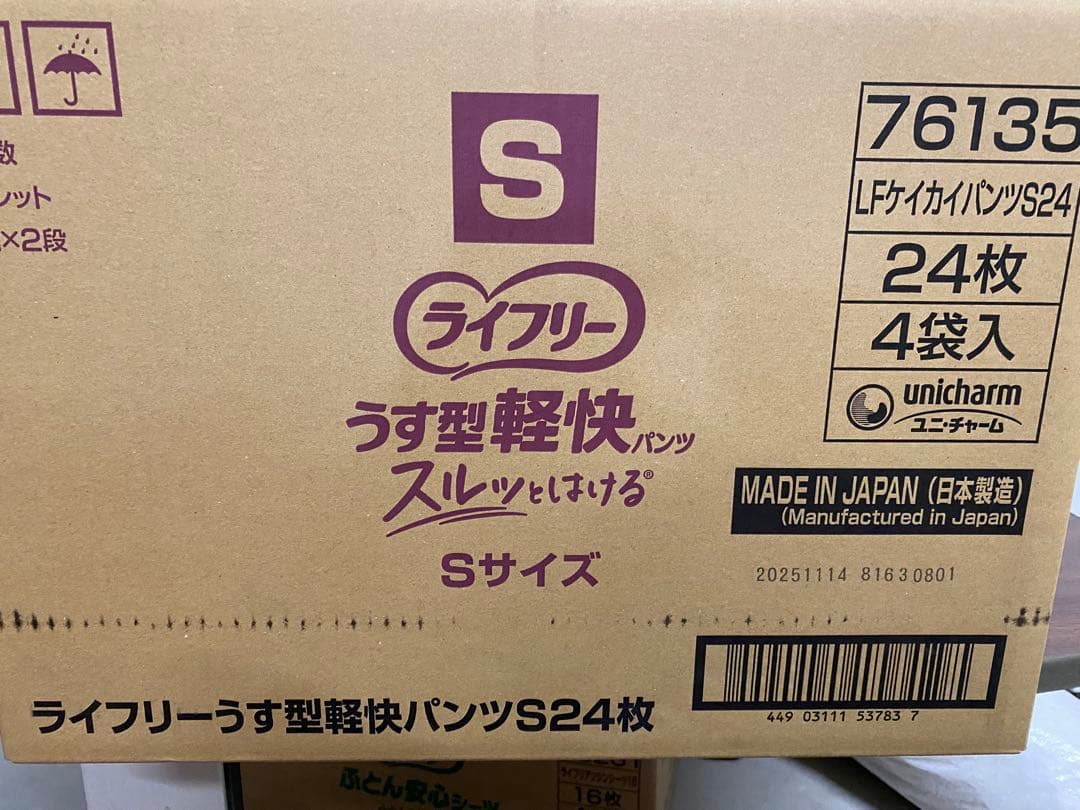 数
レット
×2段
S
ライフリー
うす型軽快パンツ
スルッとはける®
Sサイズ
76135
LFケイカイパンツS24
24枚
4袋入
unicharm
ユニ・チャーム
MADE IN JAPAN（日本製造）
(Manufactured in Japan)
20251114 81630801
449 03111 53783 7
ライフリーうす型軽快パンツS24枚
ふとん安心シーツ
16枚